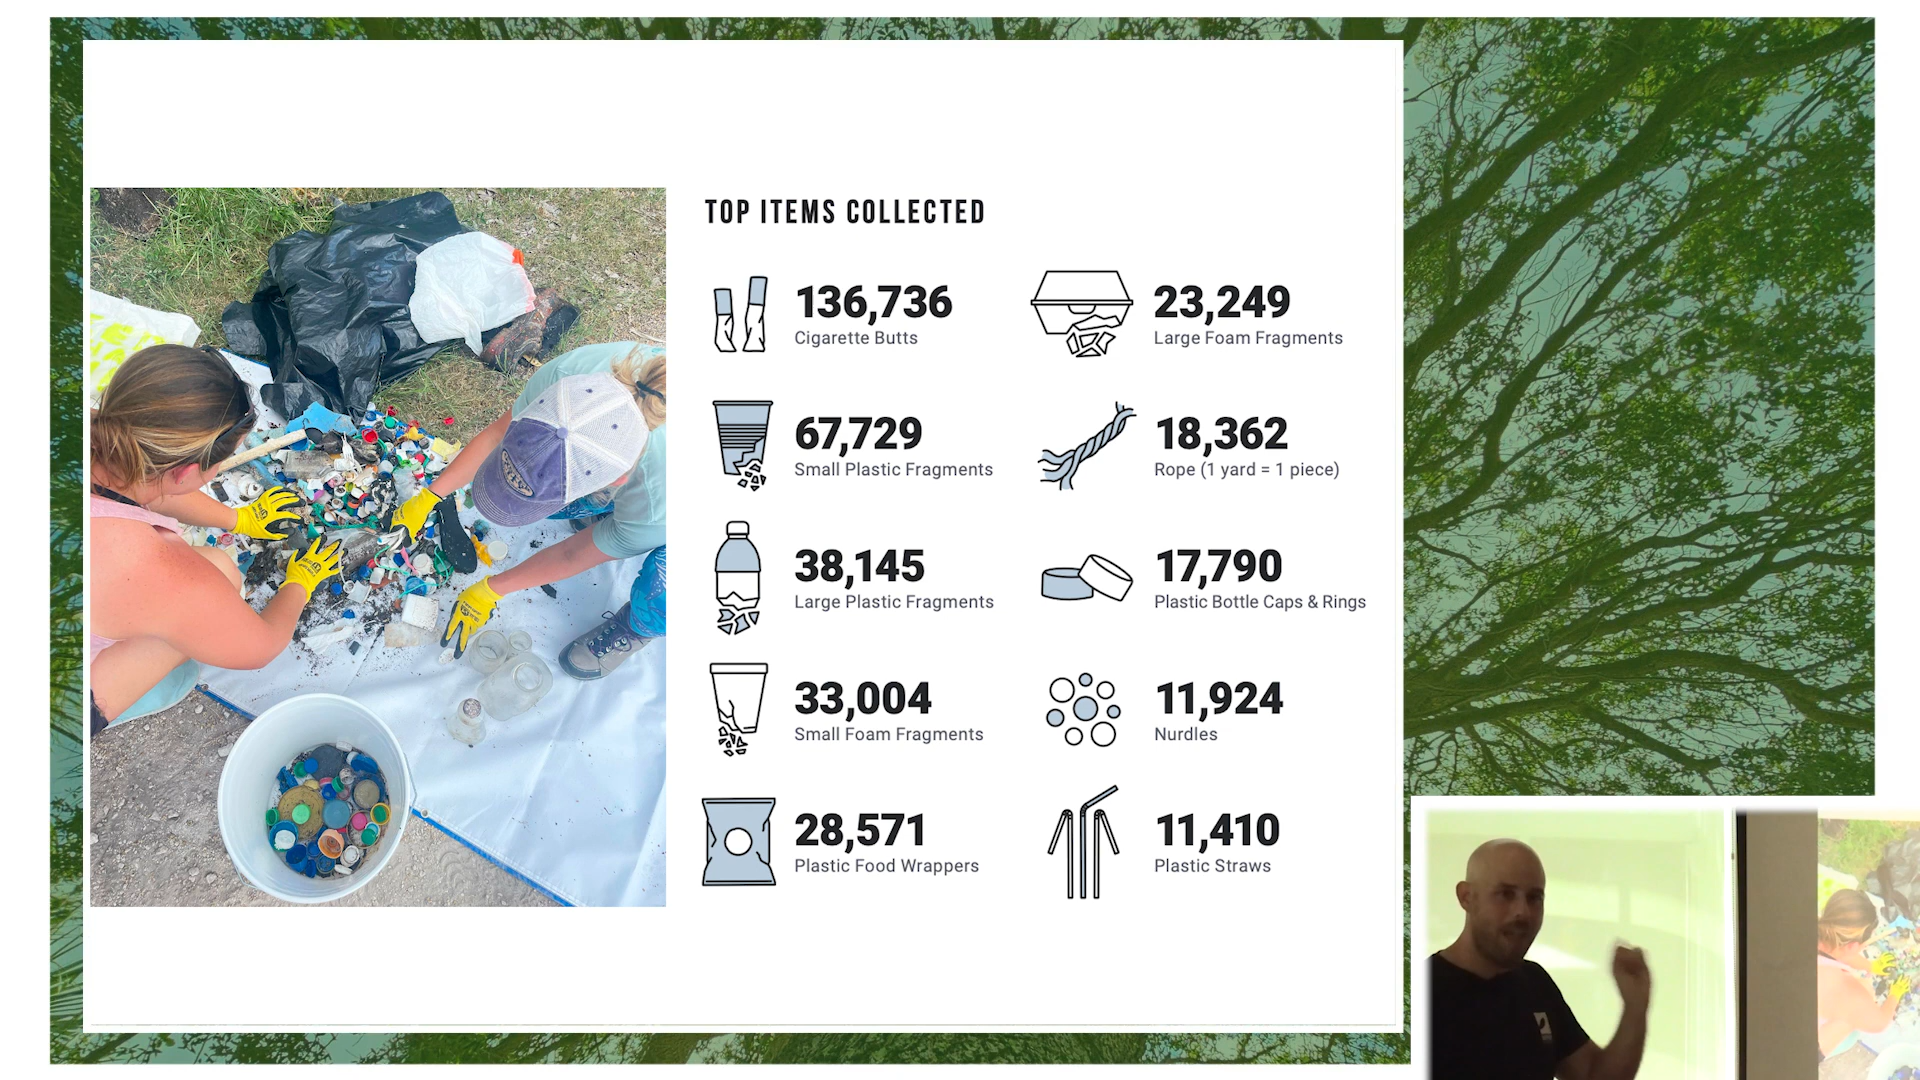 TOP ITEMS COLLECTED
136,736
Cigarette Butts
67,729
Small Plastic Fragments
38,145
Large Plastic Fragments
33,004
Small Foam Fragments
28,571
Plastic Food Wrappers
23,249
Large Foam Fragments
18,362
Rope (1 yard = 1 piece)
17,790
Plastic Bottle Caps & Rings
11,924
Nurdles
11,410
Plastic Straws